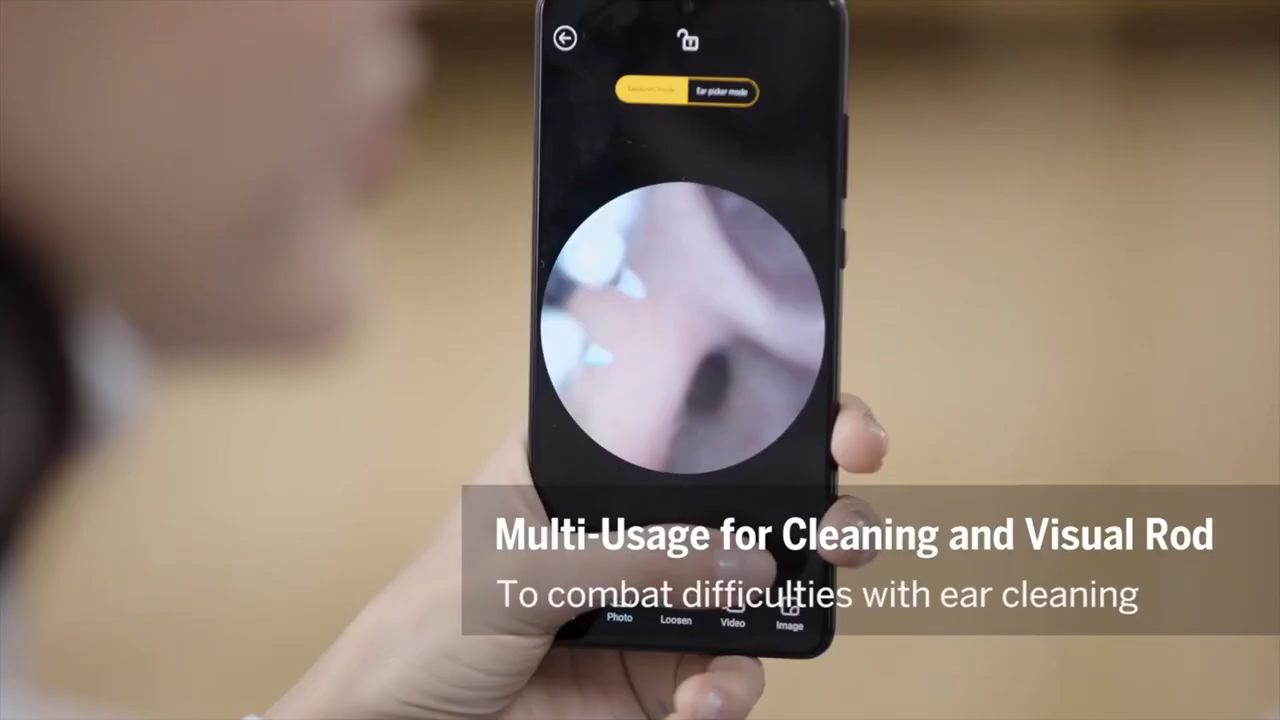 Ear picker mode
Multi-Usage for Cleaning and Visual Rod
To combat difficulties with ear cleaning
Photo
Loosen
Video
Image